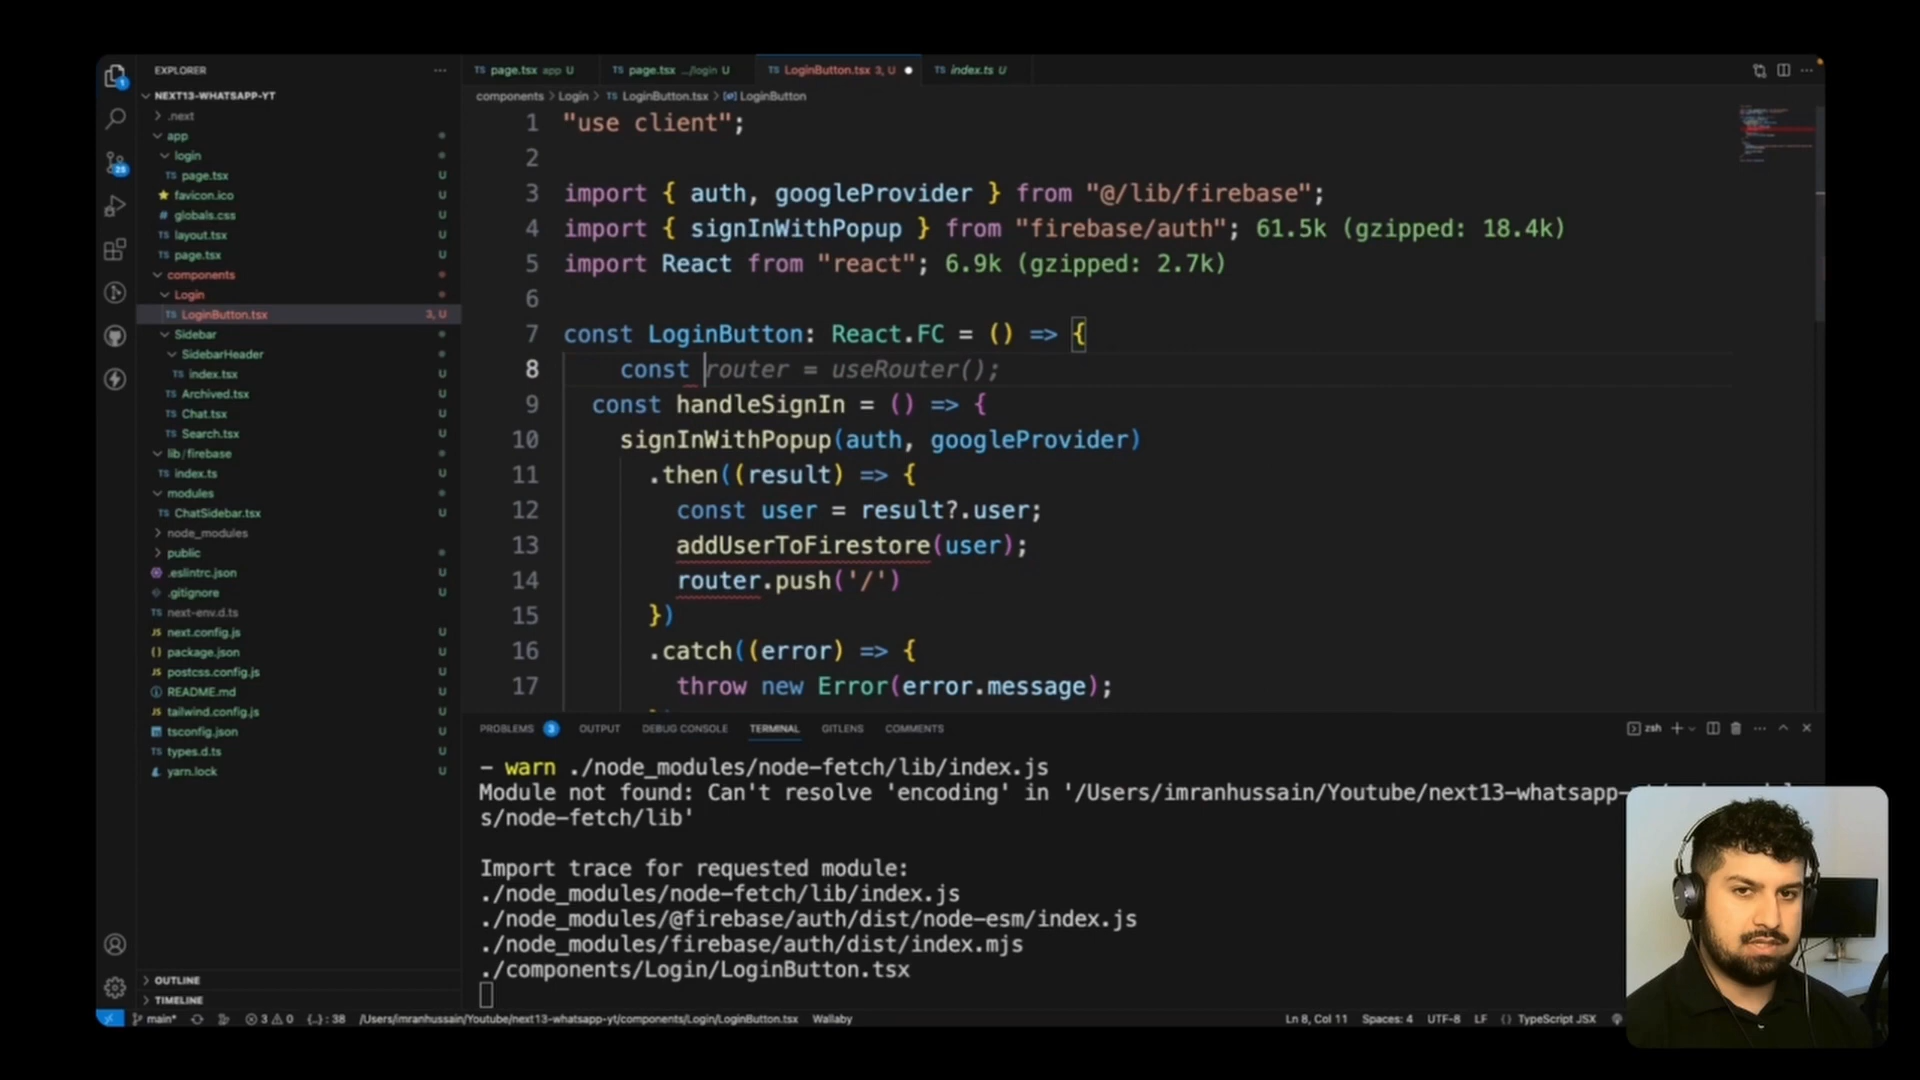 EXPLORER
NEXT13-WHATSAPP-YT
.next
app
login
page.tsx U
favicon.ico U
globals.css U
layout.tsx U
page.tsx U
components
Login
LoginButton.tsx 3, U
Sidebar
SidebarHeader
index.tsx U
Archived.tsx U
Chat.tsx U
Search.tsx U
lib/firebase
index.ts U
modules
ChatSidebar.tsx U
node_modules
public
.eslintrc.json U
.gitignore U
next-env.d.ts U
next.config.js U
package.json U
postcss.config.js U
README.md U
tailwind.config.js U
tsconfig.json U
types.d.ts U
yarn.lock U
OUTLINE
TIMELINE
page.tsx app U
page.tsx .../login U
LoginButton.tsx 3, U
index.ts U
components > Login > LoginButton.tsx > LoginButton
1 "use client";
2
3 import { auth, googleProvider } from "@/lib/firebase";
4 import { signInWithPopup } from "firebase/auth"; 61.5k (gzipped: 18.4k)
5 import React from "react"; 6.9k (gzipped: 2.7k)
6
7 const LoginButton: React.FC = () => {
8 const router = useRouter();
9 const handleSignIn = () => {
10 signInWithPopup(auth, googleProvider)
11 .then((result) => {
12 const user = result?.user;
13 addUserToFirestore(user);
14 router.push('/')
15 })
16 .catch((error) => {
17 throw new Error(error.message);
PROBLEMS 3 OUTPUT DEBUG CONSOLE TERMINAL GITLENS COMMENTS
zsh
- warn ./node_modules/node-fetch/lib/index.js
Module not found: Can't resolve 'encoding' in '/Users/imranhussain/Youtube/next13-whatsapp-
s/node-fetch/lib'
Import trace for requested module:
./node_modules/node-fetch/lib/index.js
./node_modules/@firebase/auth/dist/node-esm/index.js
./node_modules/firebase/auth/dist/index.mjs
./components/Login/LoginButton.tsx
main* 3 0 {..} : 38 /Users/imranhussain/Youtube/next13-whatsapp-yt/components/Login/LoginButton.tsx Wallaby
Ln 8, Col 11 Spaces: 4 UTF-8 LF {} TypeScript JSX